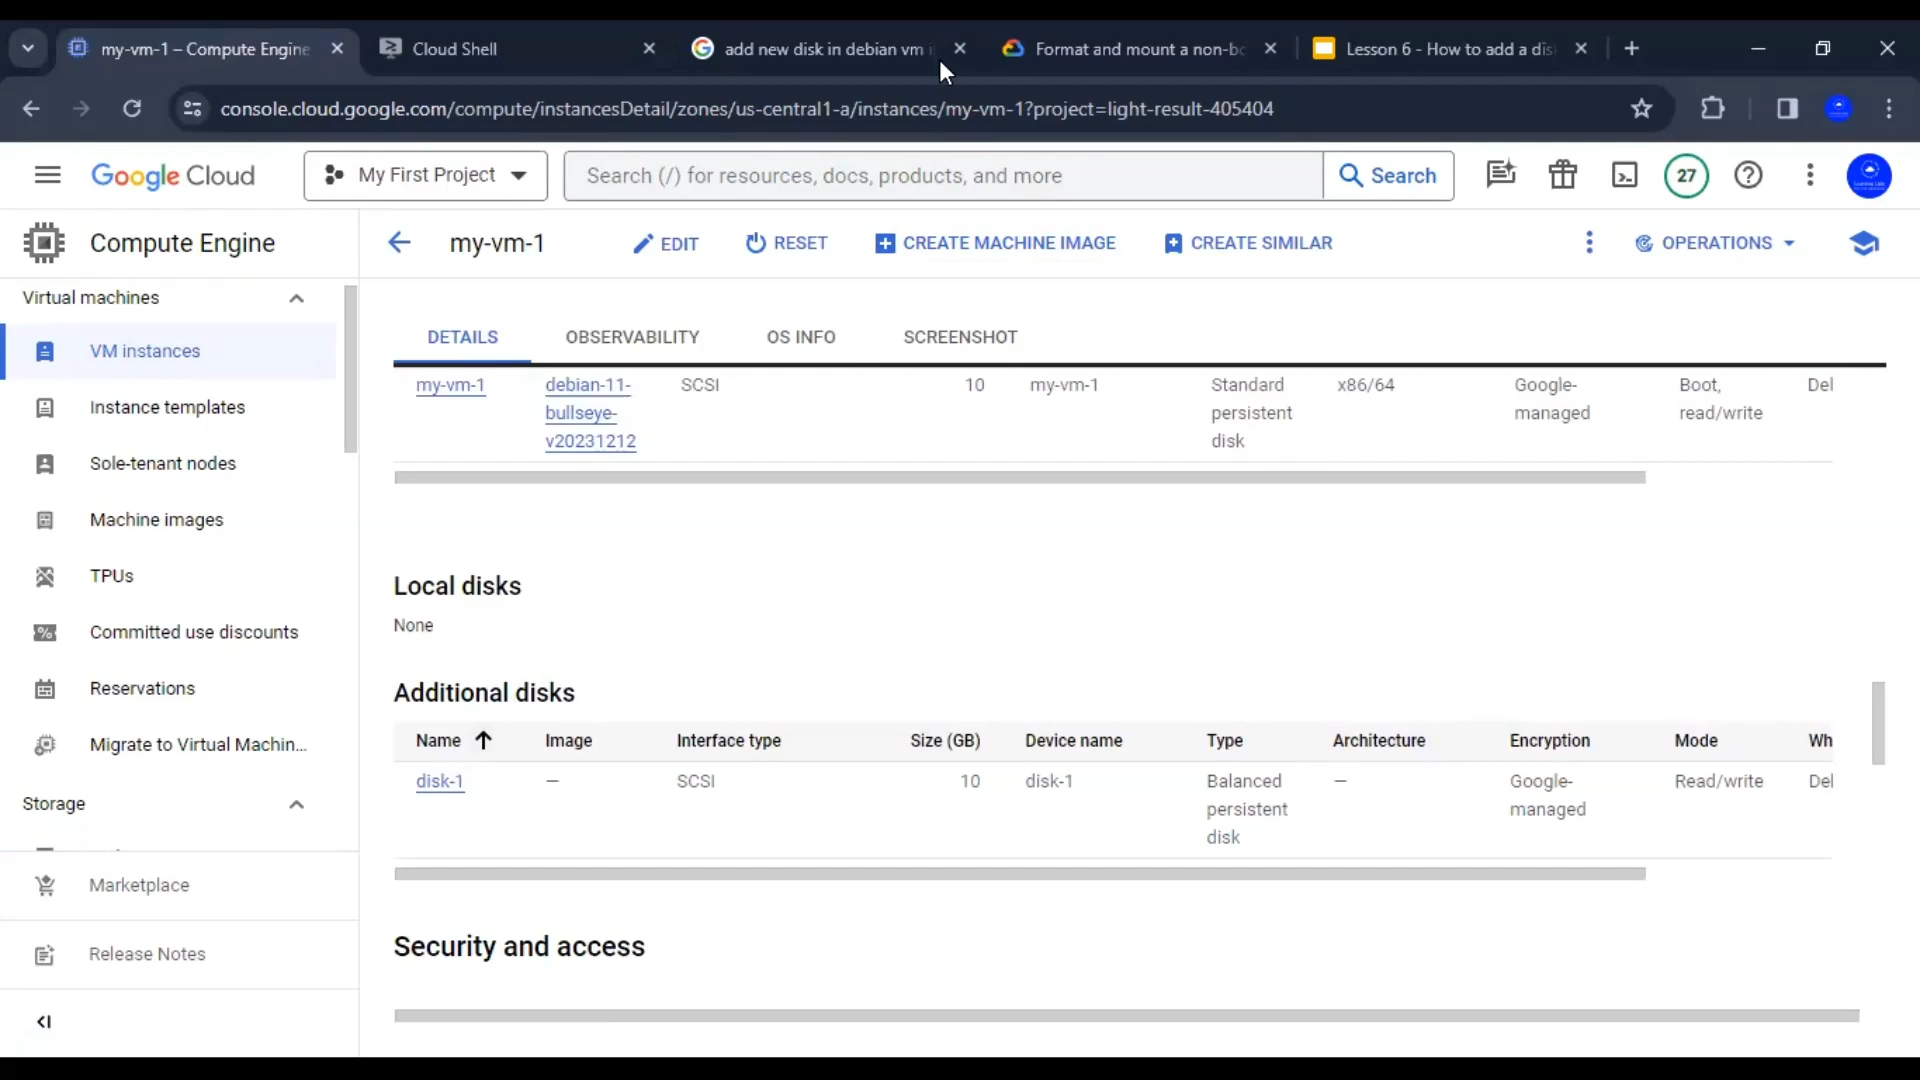 my-vm-1 – Compute Engine
Cloud Shell
add new disk in debian vm i
Format and mount a non-bo
Lesson 6 - How to add a dis
console.cloud.google.com/compute/instancesDetail/zones/us-central1-a/instances/my-vm-1?project=light-result-405404
Google Cloud
My First Project
Search (/) for resources, docs, products, and more
Search
27
Compute Engine
my-vm-1
EDIT
RESET
CREATE MACHINE IMAGE
CREATE SIMILAR
OPERATIONS
Virtual machines
VM instances
Instance templates
Sole-tenant nodes
Machine images
TPUs
Committed use discounts
Reservations
Migrate to Virtual Machin...
Storage
Marketplace
Release Notes
DETAILS
OBSERVABILITY
OS INFO
SCREENSHOT
my-vm-1
debian-11-
bullseye-
v20231212
SCSI
10
my-vm-1
Standard
persistent
disk
x86/64
Google-
managed
Boot,
read/write
Del
Local disks
None
Additional disks
Name Image Interface type Size (GB) Device name Type Architecture Encryption Mode Wh
disk-1
—
SCSI
10
disk-1
Balanced
persistent
disk
—
Google-
managed
Read/write
Del
Security and access